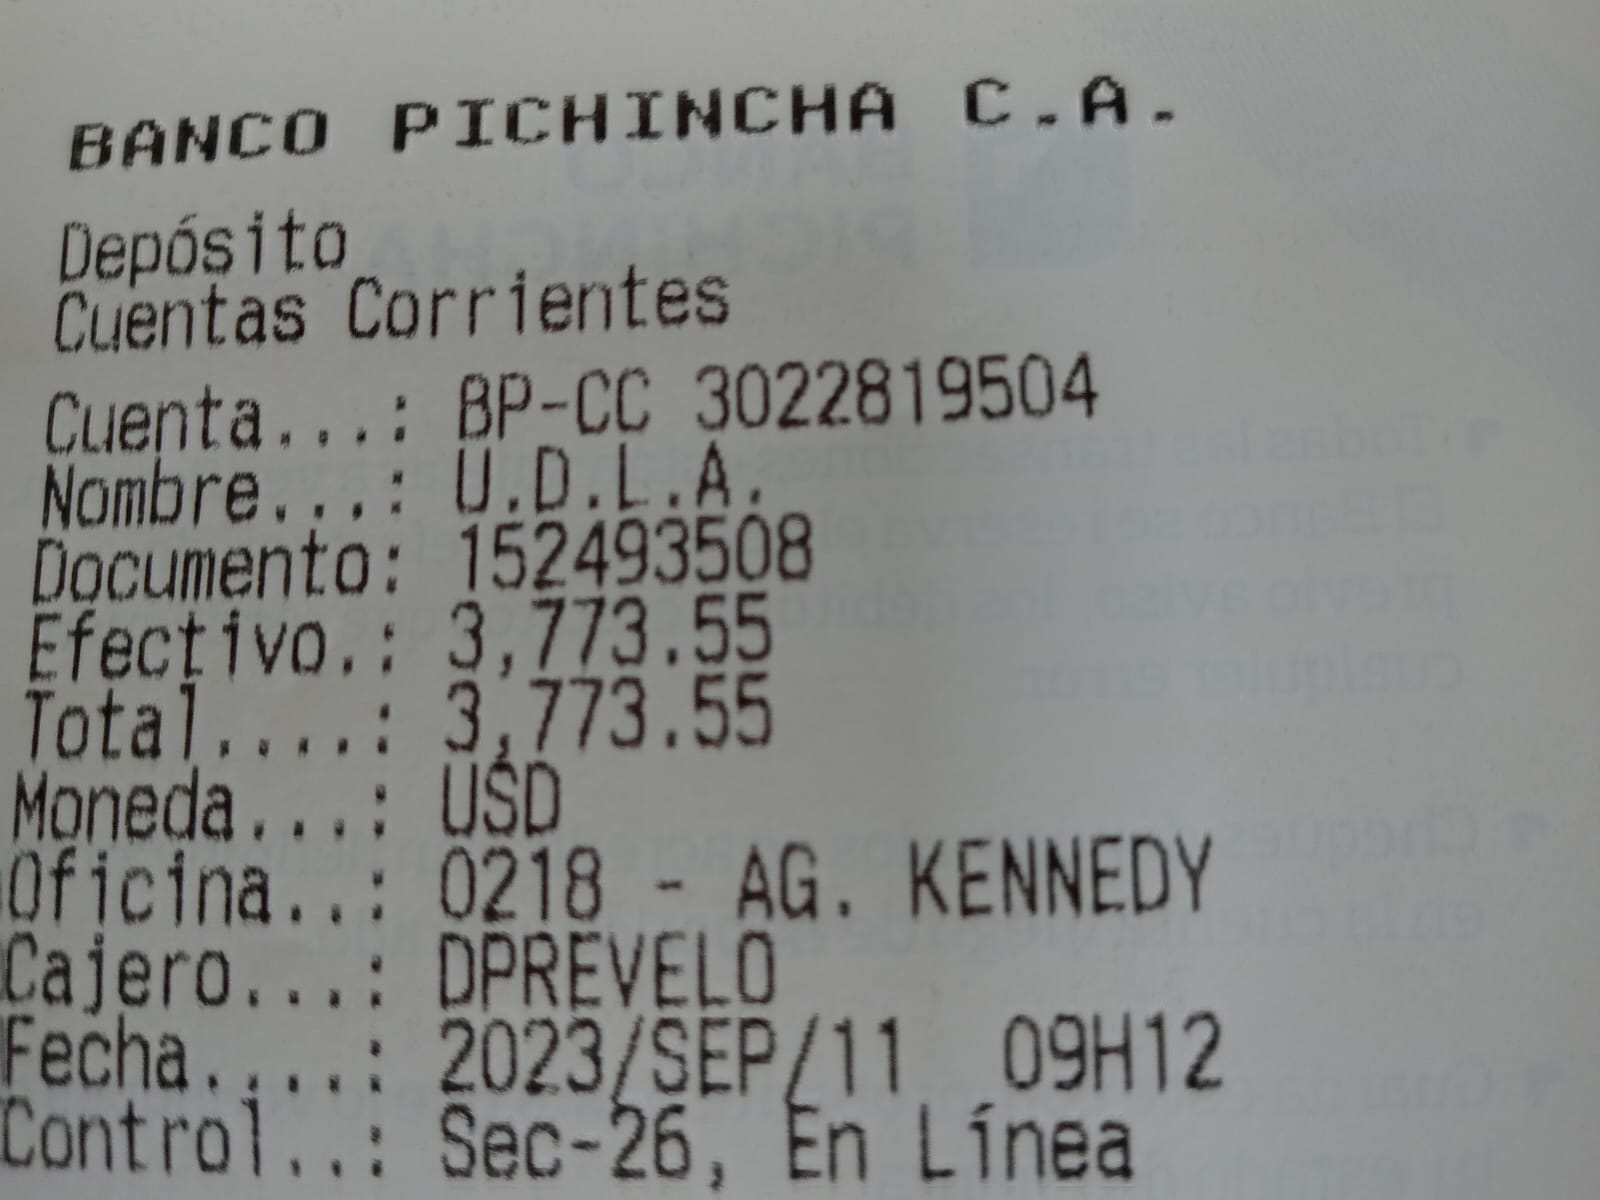 BANCO PICHINCHA C.A.
Depósito
Cuentas Corrientes
Cuenta...: BP-CC 3022819504
Nombre...: U.D.L.A.
Documento: 152493508
Efectivo.: 3,773.55
Total....: 3,773.55
Moneda...: USD
Oficina..: 0218 - AG. KENNEDY
Cajero...: DPREVELO
Fecha....: 2023/SEP/11 09H12
Control..: Sec-26, En Línea